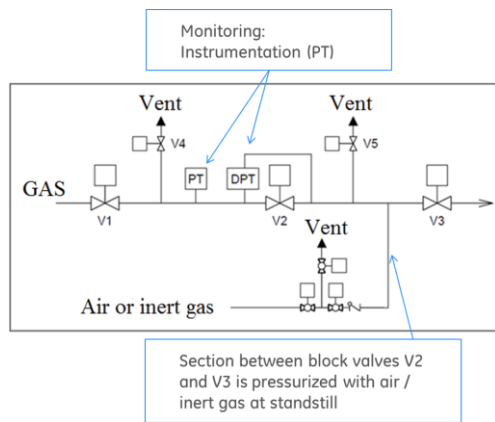 Monitoring:
Instrumentation (PT)
Vent
Vent
V4
V5
PT
DPT
GAS
V1
V2
V3
Vent
Air or inert gas
Section between block valves V2
and V3 is pressurized with air /
inert gas at standstill